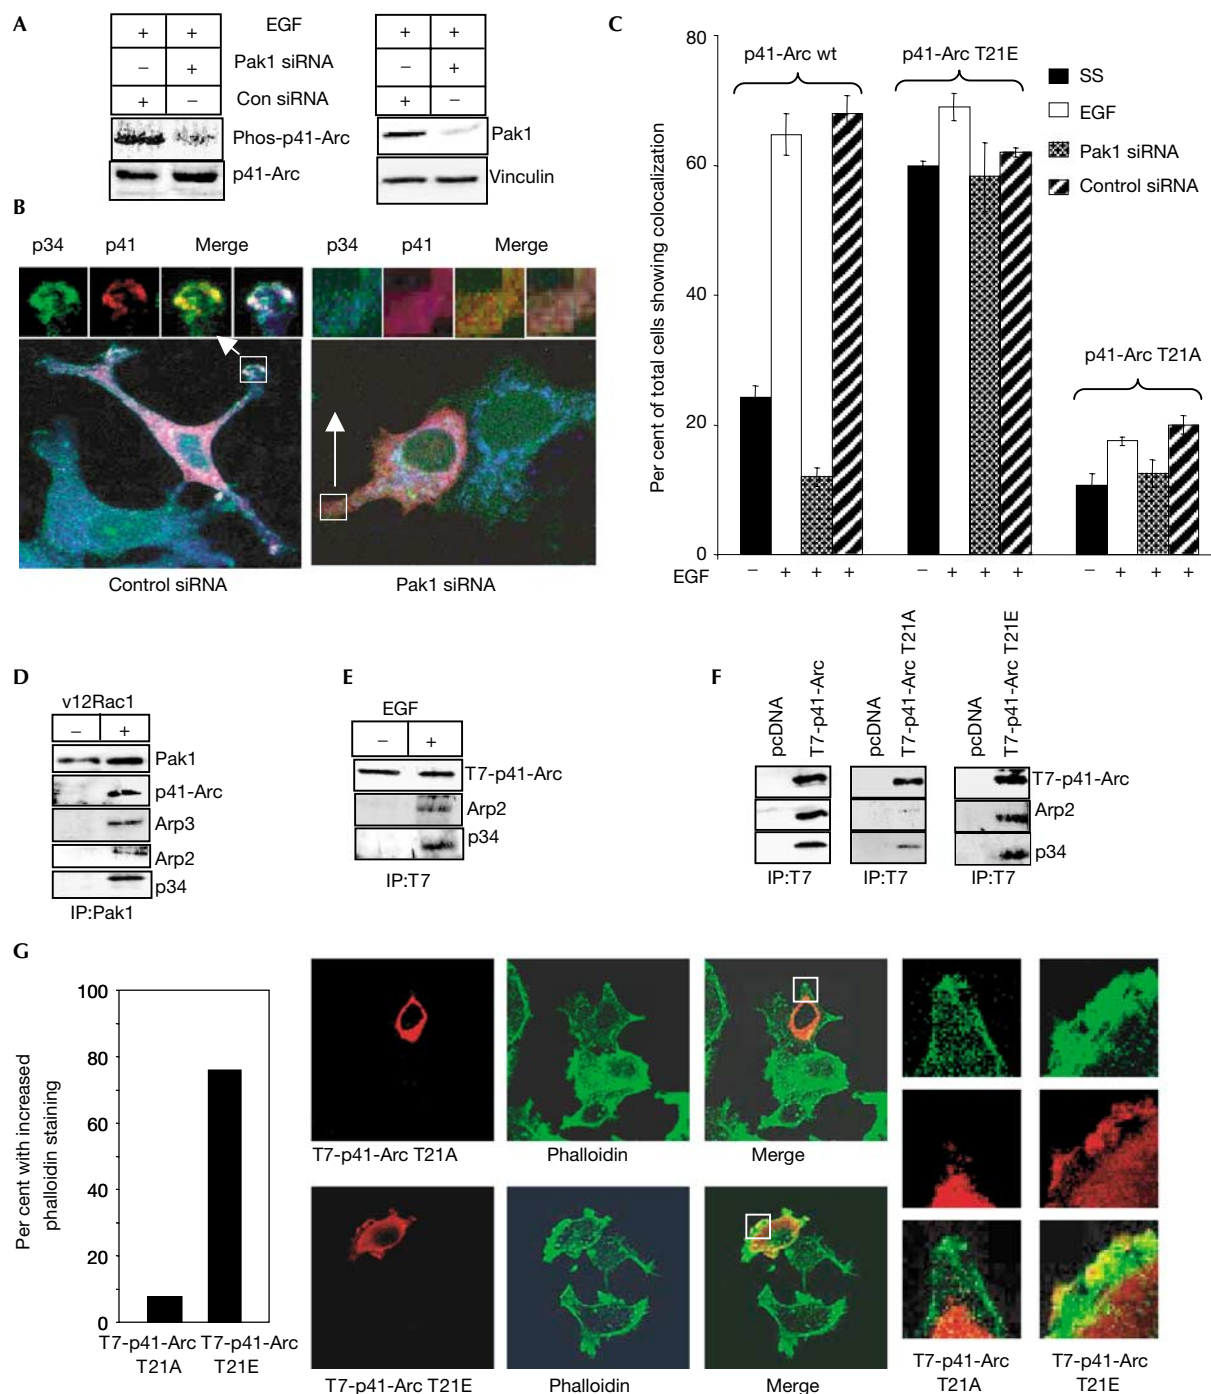 A
+ + EGF + +
– + Pak1 siRNA – +
+ – Con siRNA + –
Phos-p41-Arc
Pak1
p41-Arc
Vinculin
B
p34 p41 Merge p34 p41 Merge
Control siRNA
Pak1 siRNA
C
Per cent of total cells showing colocalization
80
60
40
20
0
p41-Arc wt
p41-Arc T21E
p41-Arc T21A
SS
EGF
Pak1 siRNA
Control siRNA
EGF – + + + – + + + – + + +
D
v12Rac1
– +
Pak1
p41-Arc
Arp3
Arp2
p34
IP:Pak1
E
EGF
– +
T7-p41-Arc
Arp2
p34
IP:T7
F
pcDNA
T7-p41-Arc
pcDNA
T7-p41-Arc T21A
pcDNA
T7-p41-Arc T21E
T7-p41-Arc
Arp2
p34
IP:T7 IP:T7 IP:T7
G
Per cent with increased
phalloidin staining
100
80
60
40
20
0
T7-p41-Arc
T21A
T7-p41-Arc
T21E
T7-p41-Arc T21A Phalloidin Merge
T7-p41-Arc T21E Phalloidin Merge
T7-p41-Arc
T21A
T7-p41-Arc
T21E